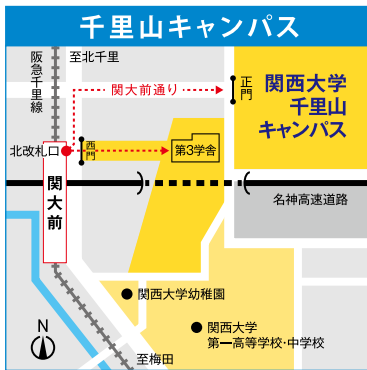 千里山キャンパス
阪急千里線
至北千里
関大前通り
正門
関西大学
千里山
キャンパス
北改札口
西門
第3学舎
関大前
名神高速道路
関西大学幼稚園
関西大学
第一高等学校・中学校
N
至梅田